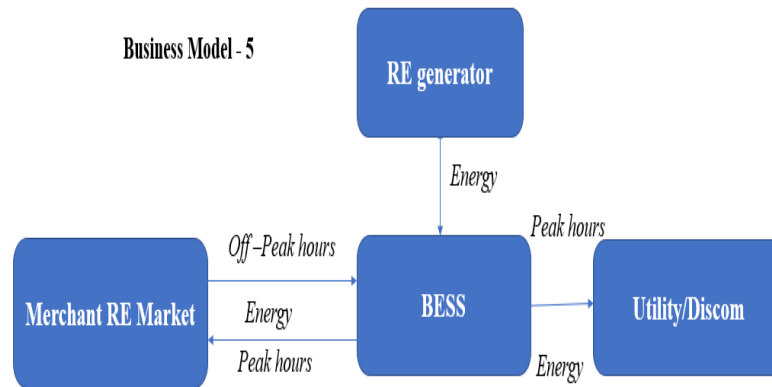 Business Model - 5
RE generator
Energy
Peak hours
Off –Peak hours
Merchant RE Market
Energy
Peak hours
BESS
Utility/Discom
Energy